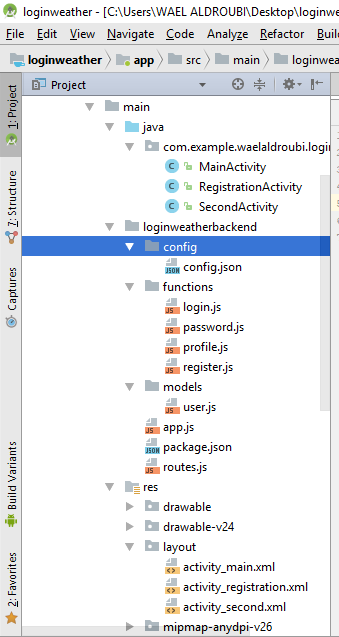 loginweather - [C:\Users\WAEL ALDROUBI\Desktop\loginwe
File Edit View Navigate Code Analyze Refactor Buil
loginweather app src main loginwea
1: Project
Project
main
java
com.example.waelaldroubi.logi
MainActivity
RegistrationActivity
SecondActivity
loginweatherbackend
config
config.json
functions
login.js
password.js
profile.js
register.js
models
user.js
app.js
package.json
routes.js
res
drawable
drawable-v24
layout
activity_main.xml
activity_registration.xml
activity_second.xml
mipmap-anydpi-v26
7: Structure
Captures
Build Variants
2: Favorites